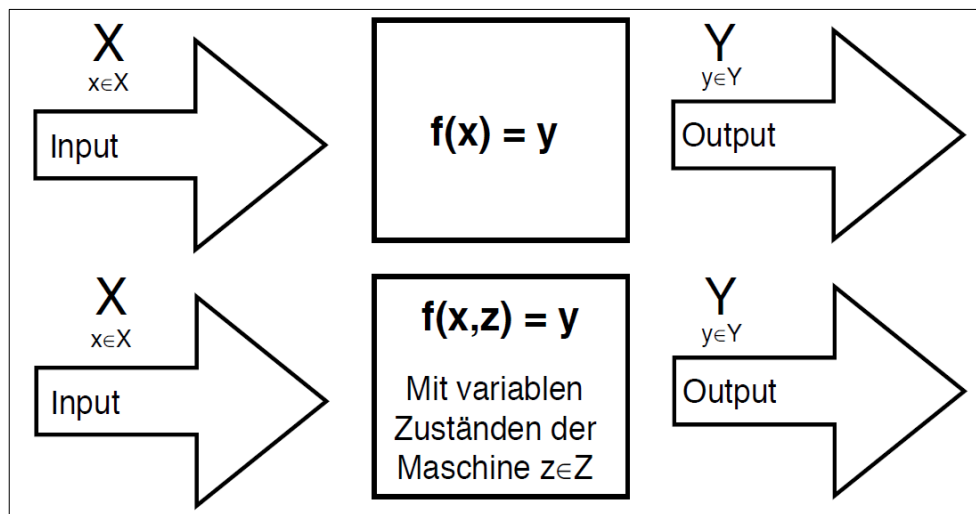 X
x∈X
Input
f(x) = y
Y
y∈Y
Output
X
x∈X
Input
f(x,z) = y
Mit variablen
Zuständen der
Maschine z∈Z
Y
y∈Y
Output